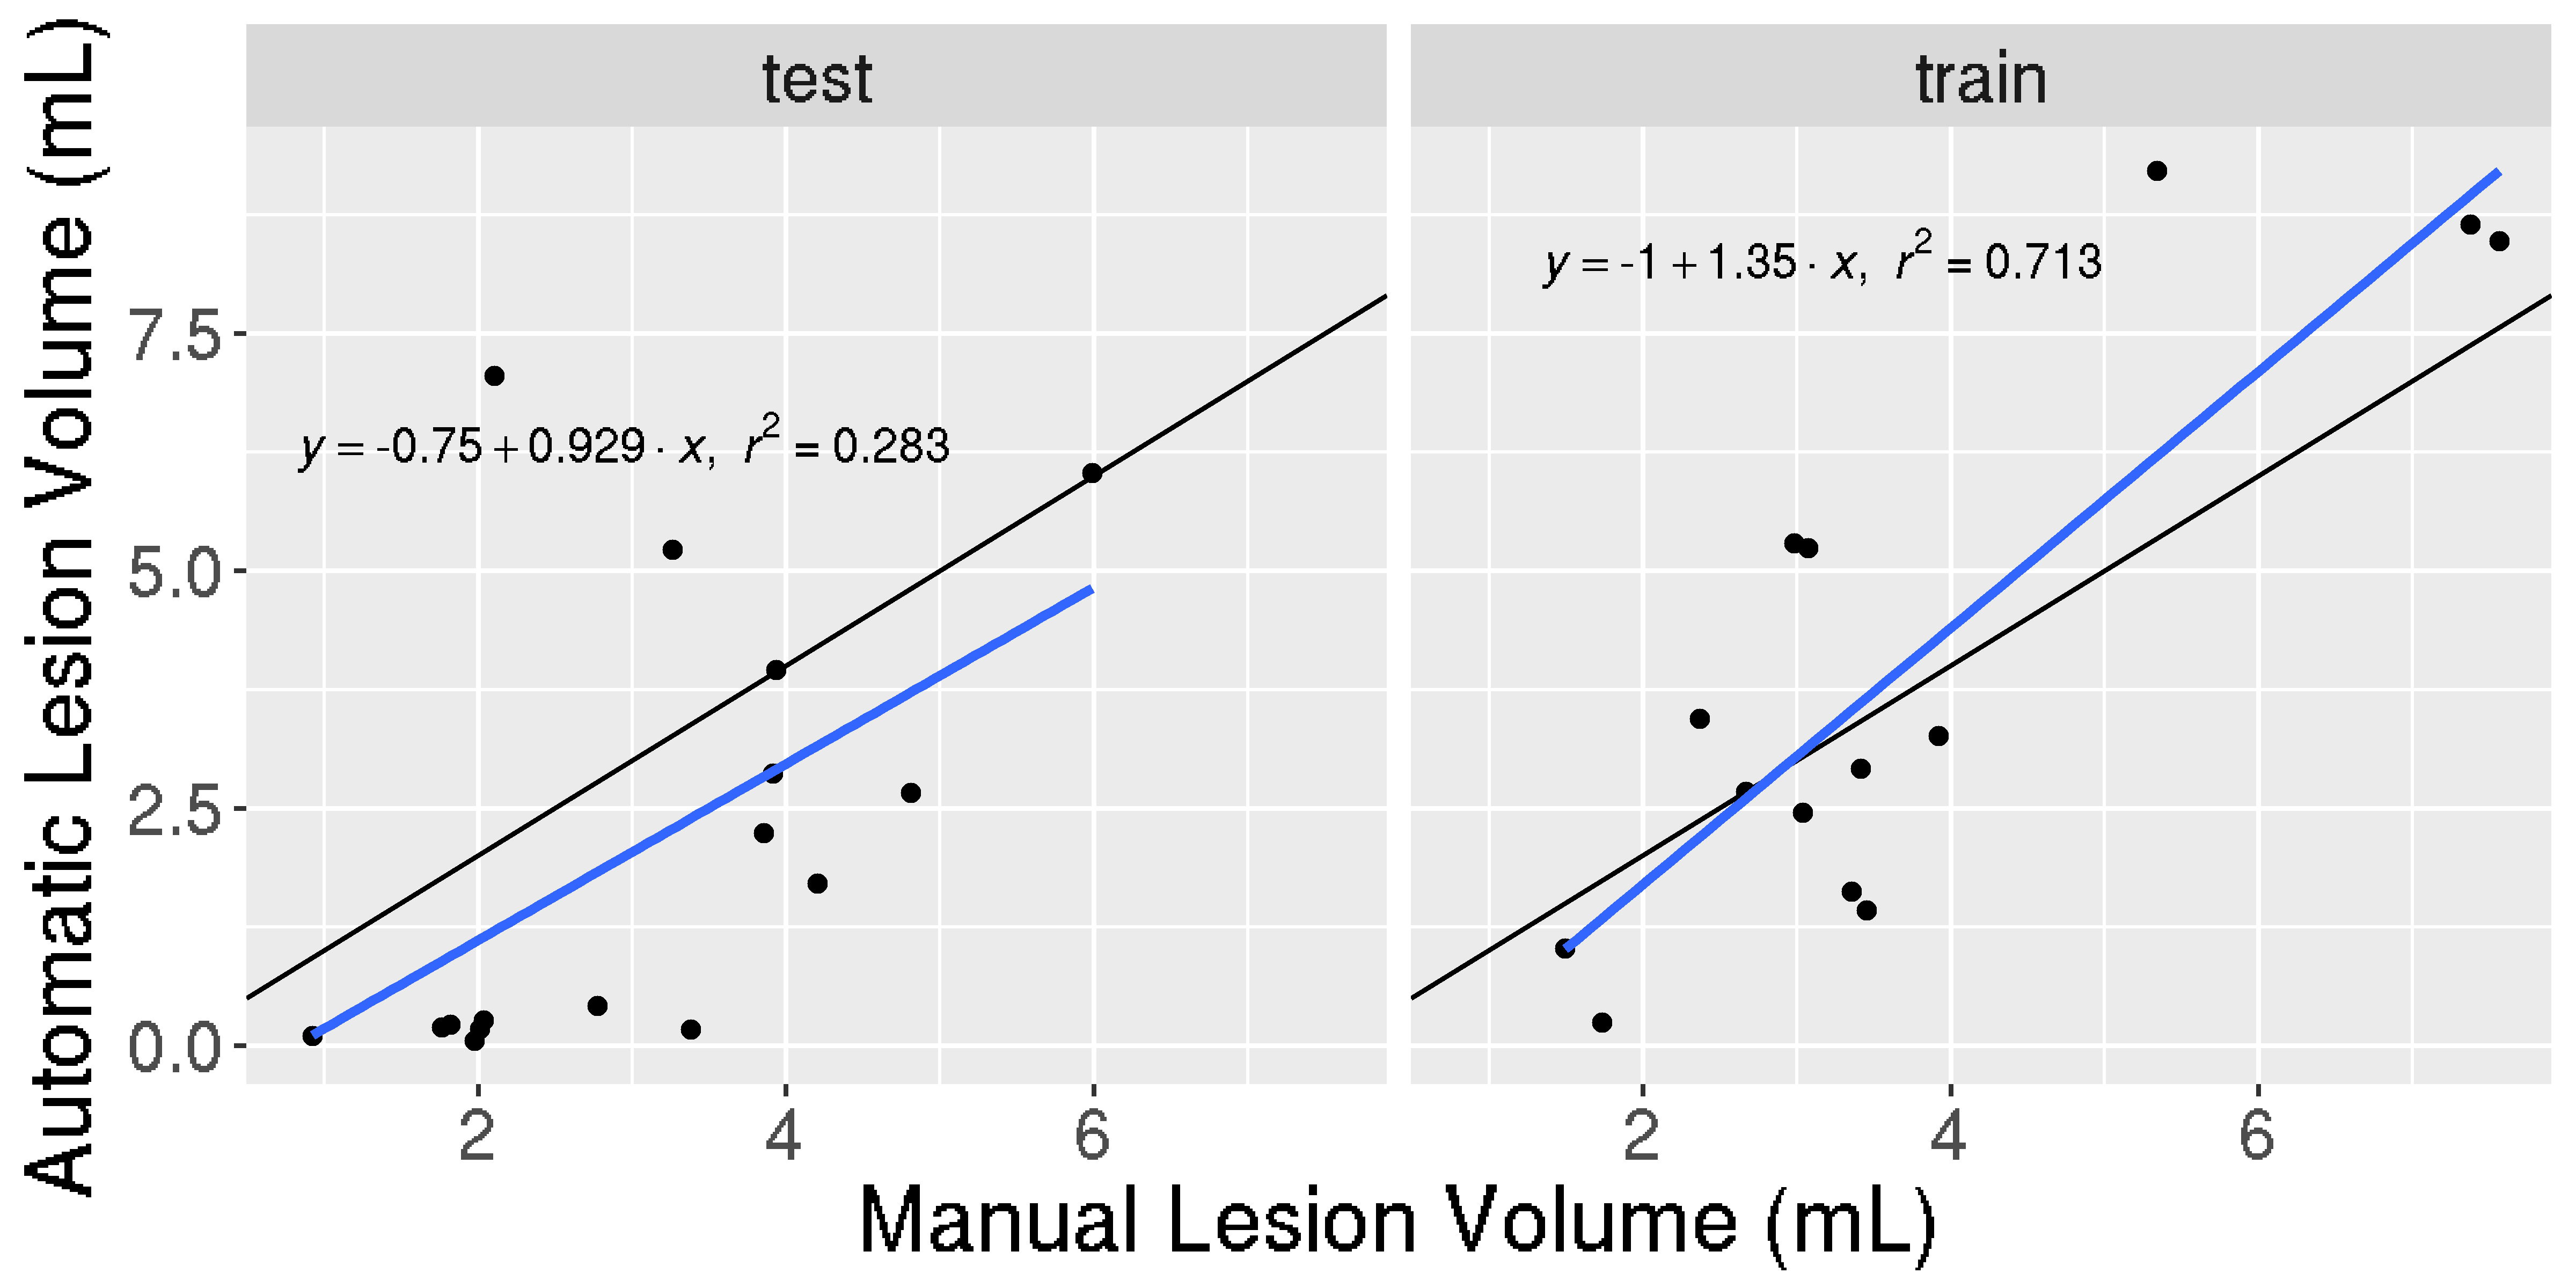 test
train
y = -0.75 + 0.929 · x, r² = 0.283
y = -1 + 1.35 · x, r² = 0.713
Automatic Lesion Volume (mL)
7.5
5.0
2.5
0.0
2
4
6
2
4
6
Manual Lesion Volume (mL)